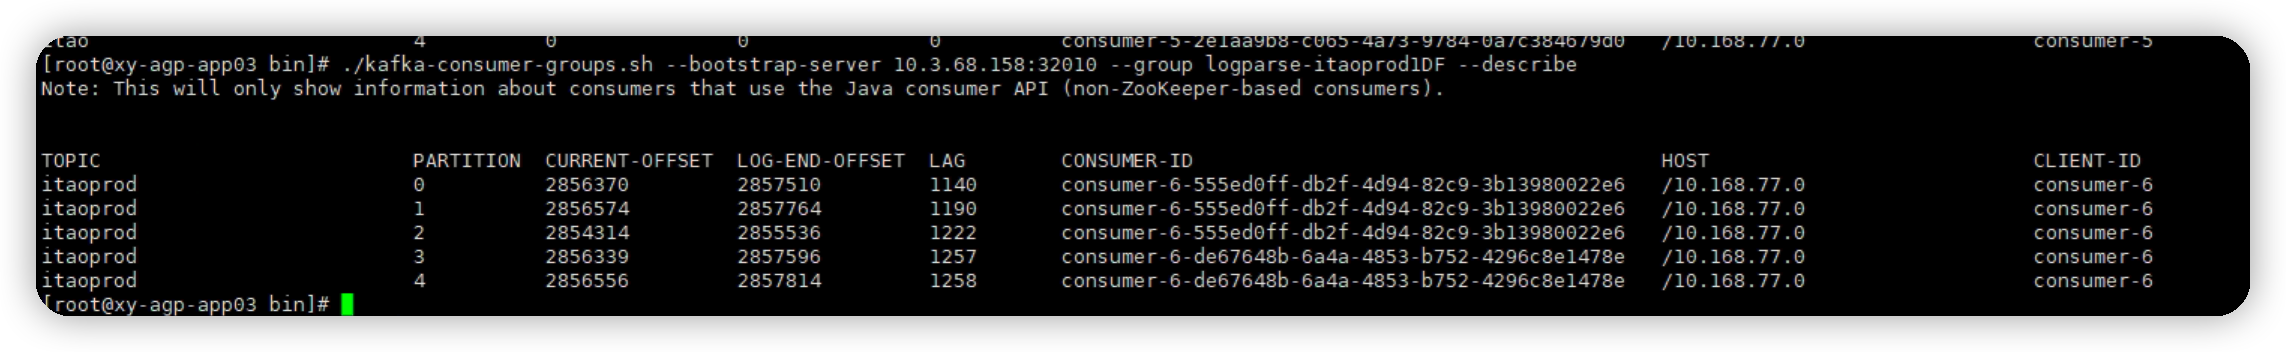 itao 4 0 0 0 consumer-5-2e1aa9b8-c065-4a73-9784-0a7c384679d0 /10.168.77.0 consumer-5
[root@xy-agp-app03 bin]# ./kafka-consumer-groups.sh --bootstrap-server 10.3.68.158:32010 --group logparse-itaoprod1DF --describe
Note: This will only show information about consumers that use the Java consumer API (non-ZooKeeper-based consumers).
TOPIC PARTITION CURRENT-OFFSET LOG-END-OFFSET LAG CONSUMER-ID HOST CLIENT-ID
itaoprod 0 2856370 2857510 1140 consumer-6-555ed0ff-db2f-4d94-82c9-3b13980022e6 /10.168.77.0 consumer-6
itaoprod 1 2856574 2857764 1190 consumer-6-555ed0ff-db2f-4d94-82c9-3b13980022e6 /10.168.77.0 consumer-6
itaoprod 2 2854314 2855536 1222 consumer-6-555ed0ff-db2f-4d94-82c9-3b13980022e6 /10.168.77.0 consumer-6
itaoprod 3 2856339 2857596 1257 consumer-6-de67648b-6a4a-4853-b752-4296c8e1478e /10.168.77.0 consumer-6
itaoprod 4 2856556 2857814 1258 consumer-6-de67648b-6a4a-4853-b752-4296c8e1478e /10.168.77.0 consumer-6
[root@xy-agp-app03 bin]#